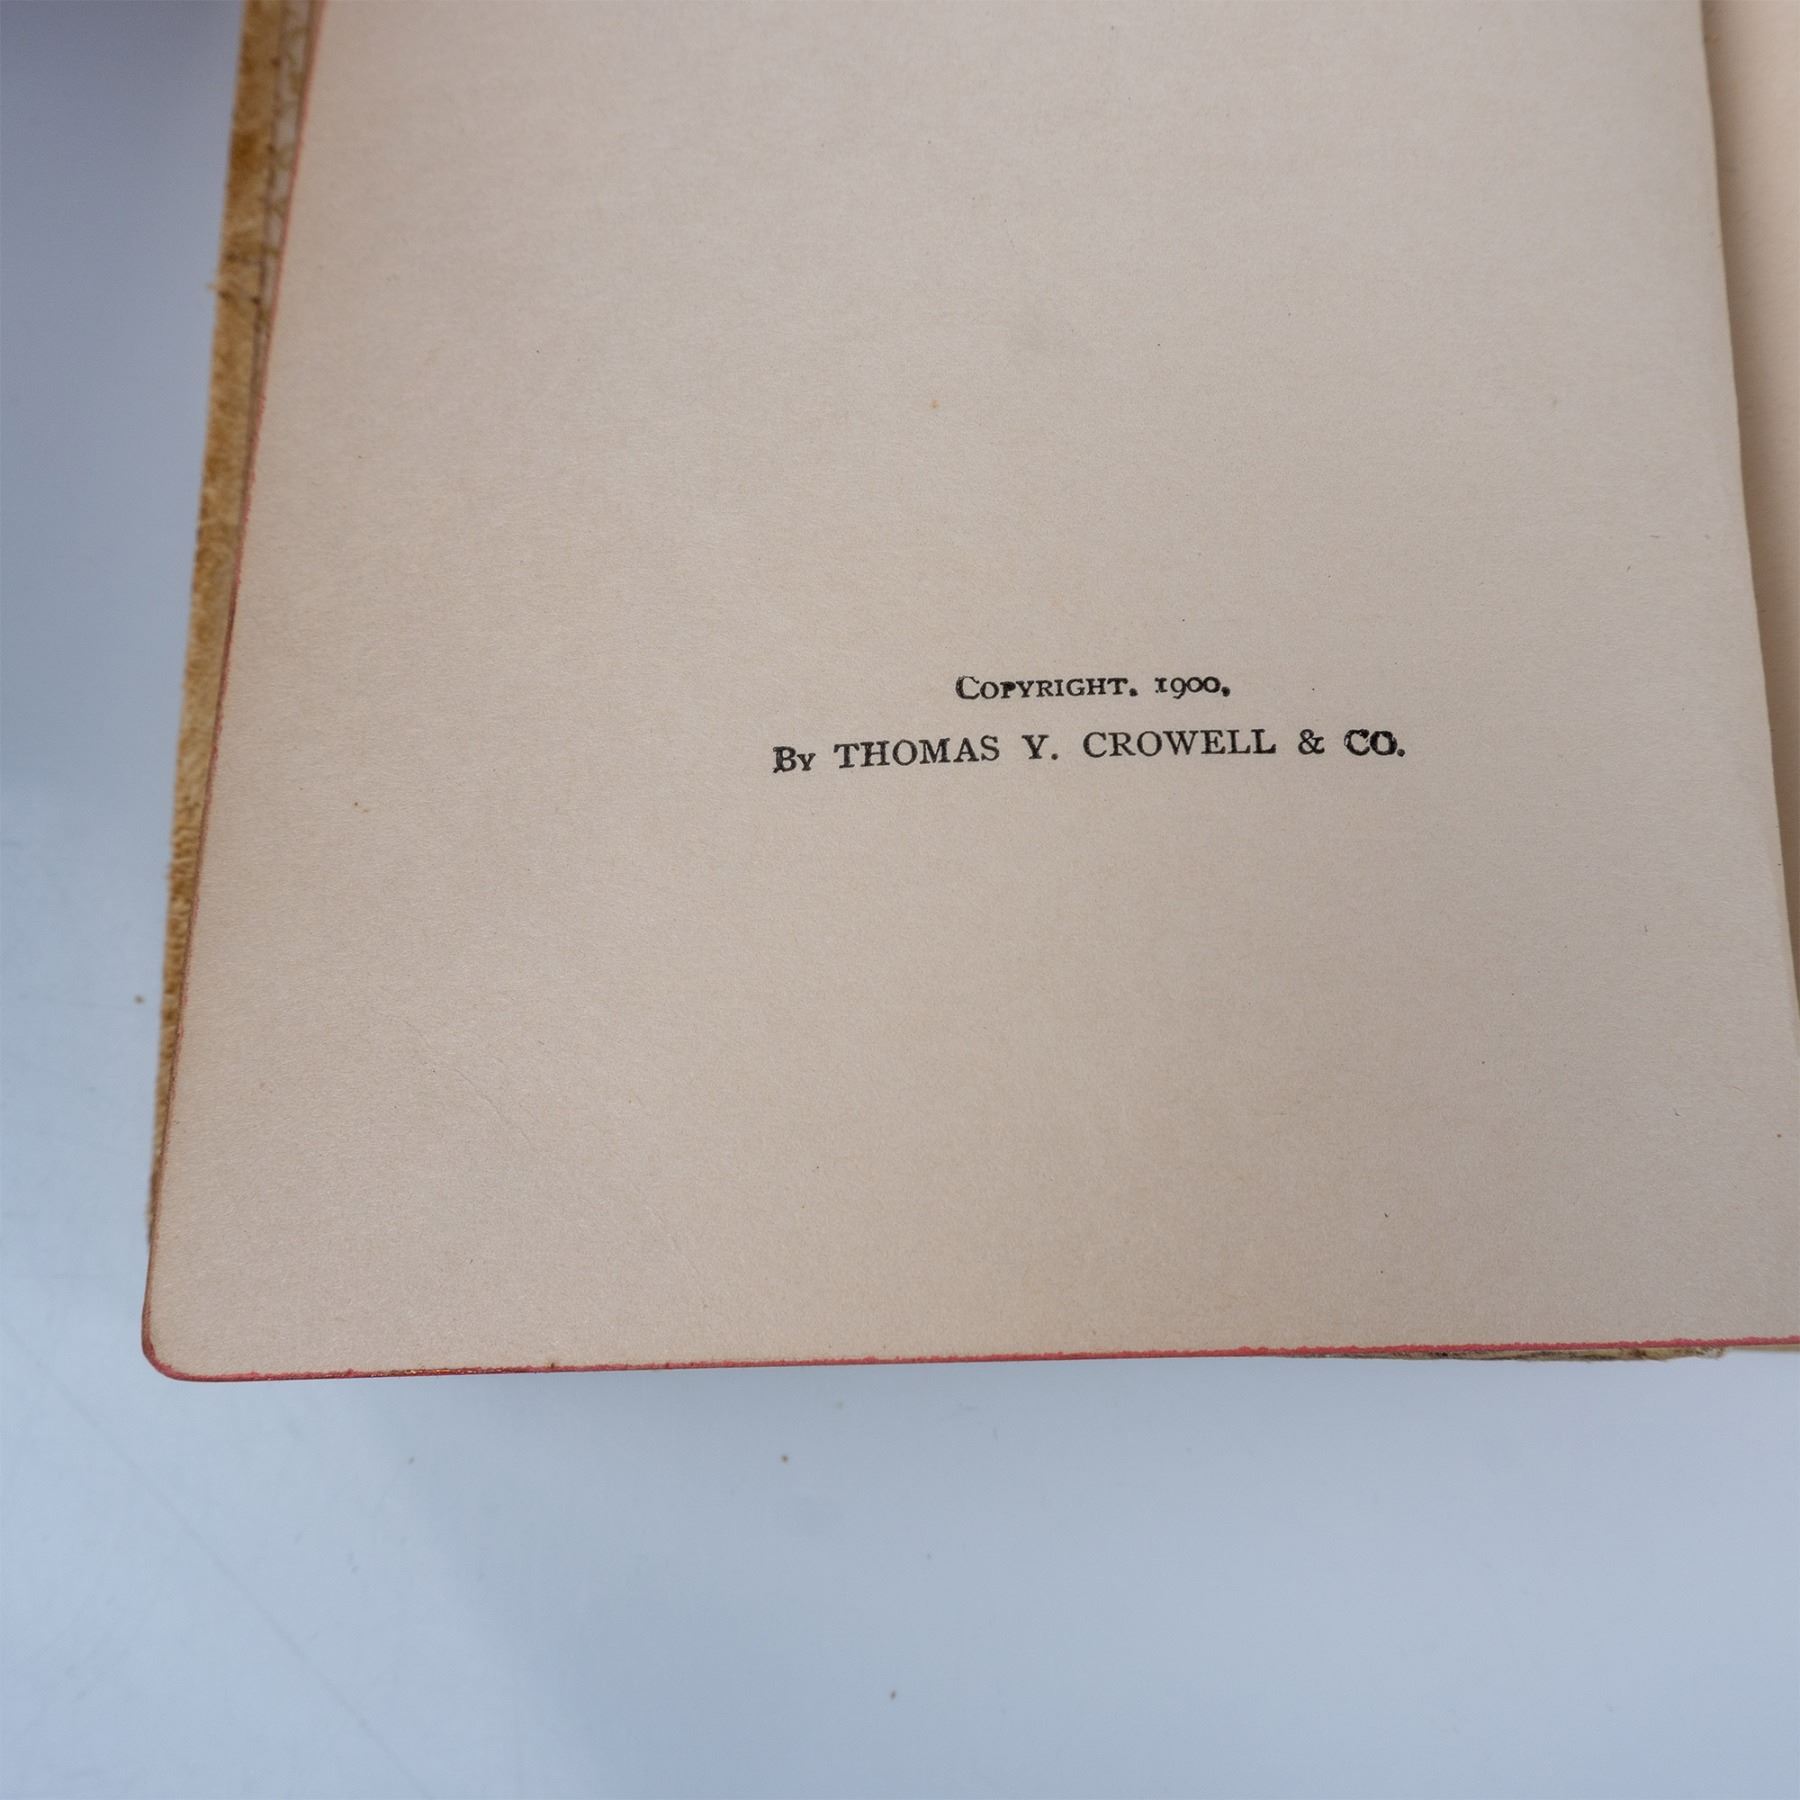 Copyright. 1900,
By THOMAS Y. CROWELL & CO.